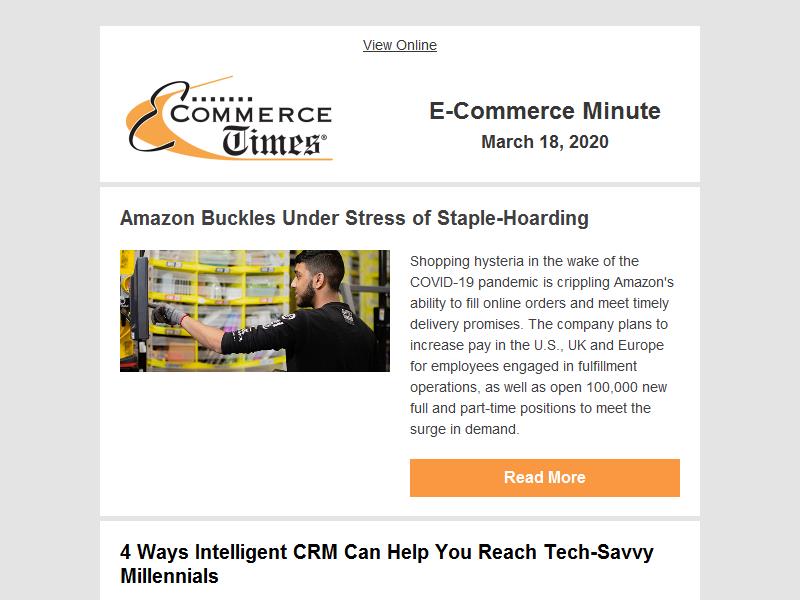 View Online
E COMMERCE
Times®
E-Commerce Minute
March 18, 2020
Amazon Buckles Under Stress of Staple-Hoarding
Shopping hysteria in the wake of the
COVID-19 pandemic is crippling Amazon's
ability to fill online orders and meet timely
delivery promises. The company plans to
increase pay in the U.S., UK and Europe
for employees engaged in fulfillment
operations, as well as open 100,000 new
full and part-time positions to meet the
surge in demand.
Read More
4 Ways Intelligent CRM Can Help You Reach Tech-Savvy
Millennials